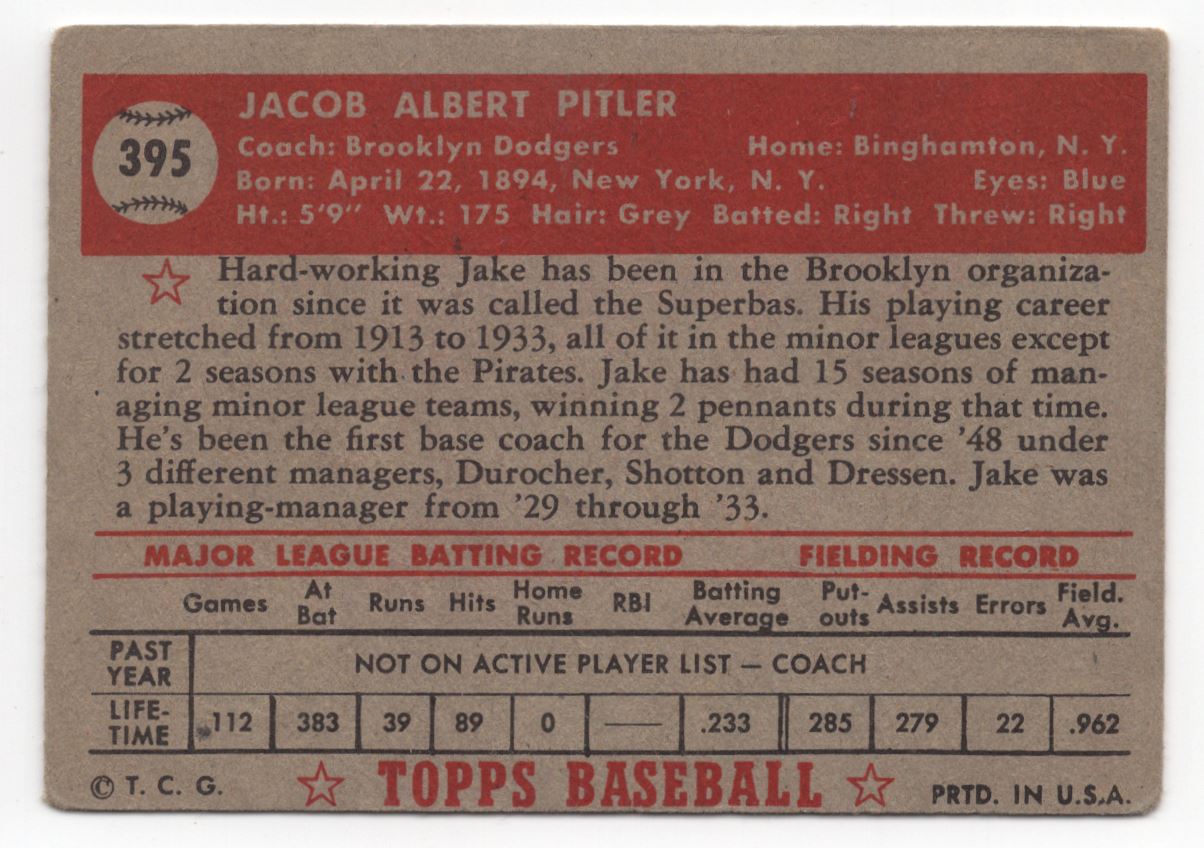 395
JACOB ALBERT PITLER
Coach: Brooklyn Dodgers Home: Binghamton, N. Y.
Born: April 22, 1894, New York, N. Y. Eyes: Blue
Ht.: 5'9" Wt.: 175 Hair: Grey Batted: Right Threw: Right
Hard-working Jake has been in the Brooklyn organiza-
tion since it was called the Superbas. His playing career
stretched from 1913 to 1933, all of it in the minor leagues except
for 2 seasons with the Pirates. Jake has had 15 seasons of man-
aging minor league teams, winning 2 pennants during that time.
He's been the first base coach for the Dodgers since '48 under
3 different managers, Durocher, Shotton and Dressen. Jake was
a playing-manager from '29 through '33.
MAJOR LEAGUE BATTING RECORD FIELDING RECORD
Games At Bat Runs Hits Home Runs RBI Batting Average Put-outs Assists Errors Field. Avg.
PAST YEAR NOT ON ACTIVE PLAYER LIST — COACH
LIFE-TIME 112 383 39 89 0 — .233 285 279 22 .962
© T. C. G. TOPPS BASEBALL PRTD. IN U.S.A.